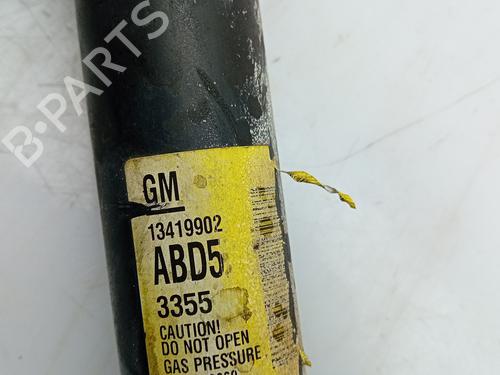 B-PARTS
GM
13419902
ABD5
3355
CAUTION!
DO NOT OPEN
GAS PRESSURE